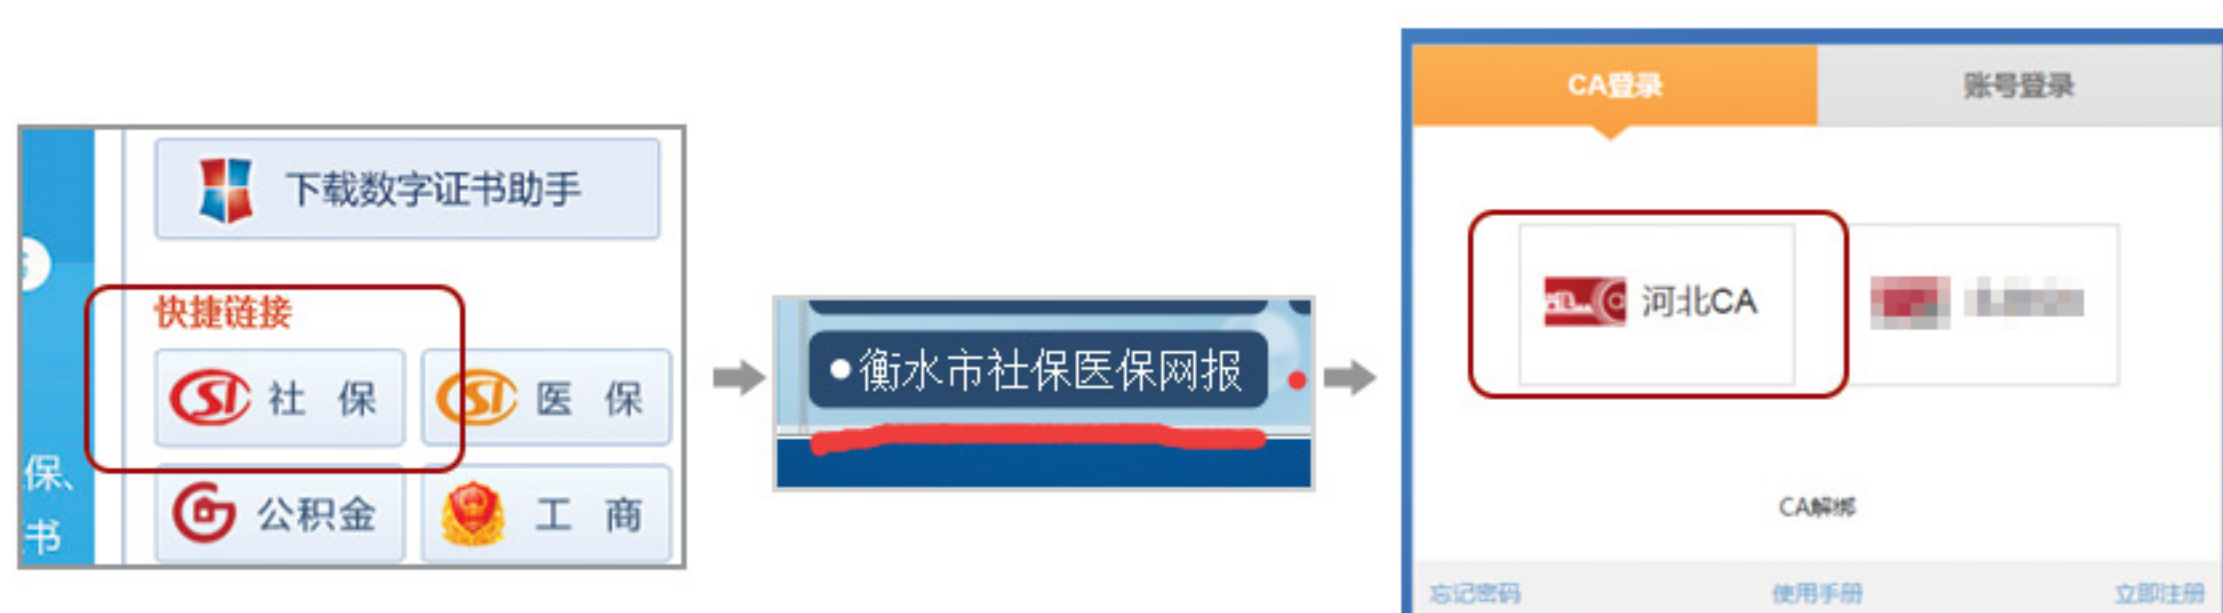 下载数字证书助手
快捷链接
社 保
医 保
公积金
工 商
保、
书
•衡水市社保医保网报
CA登录
账号登录
河北CA
CA解绑
忘记密码
使用手册
立即注册